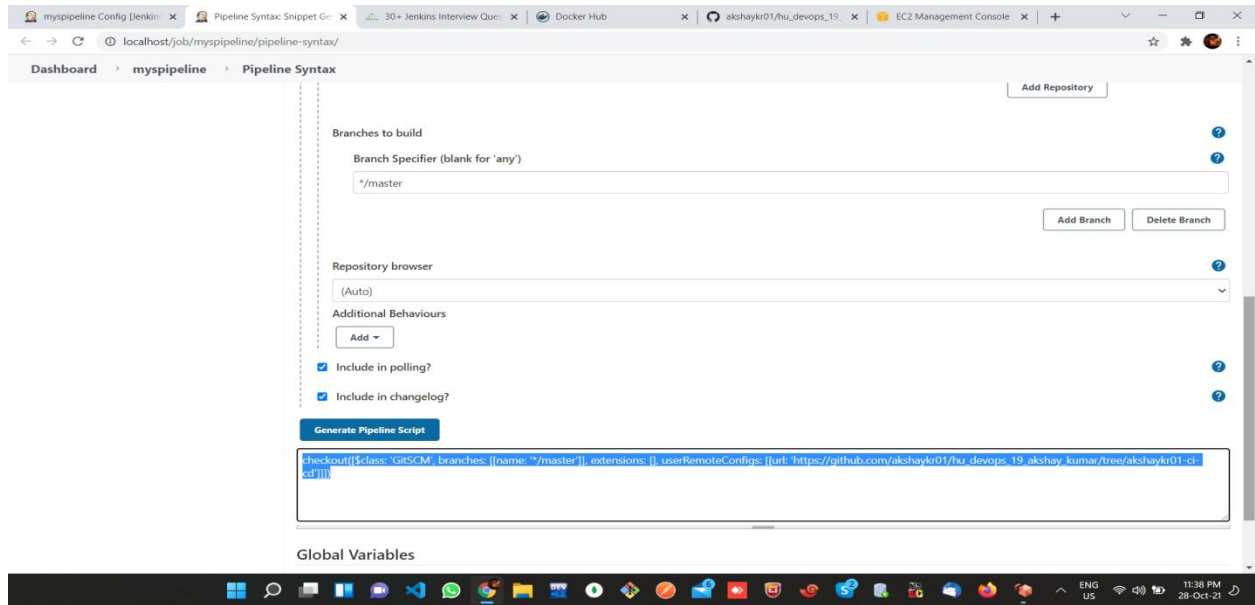 myspipeline Config [Jenkins
Pipeline Syntax: Snippet Ge
30+ Jenkins Interview Ques
Docker Hub
akshaykr01/hu_devops_19_
EC2 Management Console
localhost/job/myspipeline/pipeline-syntax/
Dashboard myspipeline Pipeline Syntax
Add Repository
Branches to build
Branch Specifier (blank for 'any')
*/master
Add Branch Delete Branch
Repository browser
(Auto)
Additional Behaviours
Add
Include in polling?
Include in changelog?
Generate Pipeline Script
checkout([$class: 'GitSCM', branches: [[name: '*/master']], extensions: [], userRemoteConfigs: [[url: 'https://github.com/akshaykr01/hu_devops_19_akshay_kumar/tree/akshaykr01-ci-
cd']]])
Global Variables
ENG
US
11:38 PM
28-Oct-21